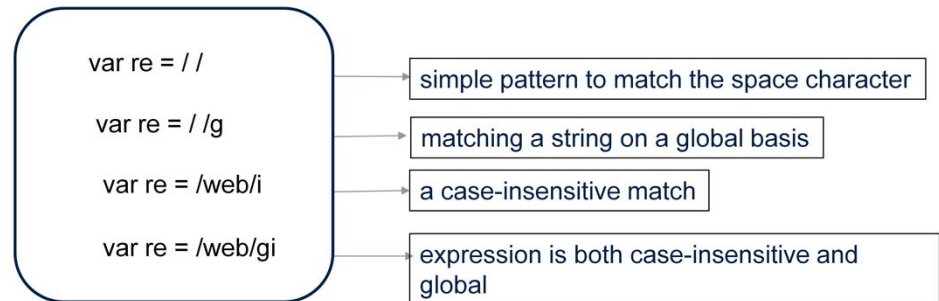 var re = / /
simple pattern to match the space character
var re = / /g
matching a string on a global basis
var re = /web/i
a case-insensitive match
var re = /web/gi
expression is both case-insensitive and
global